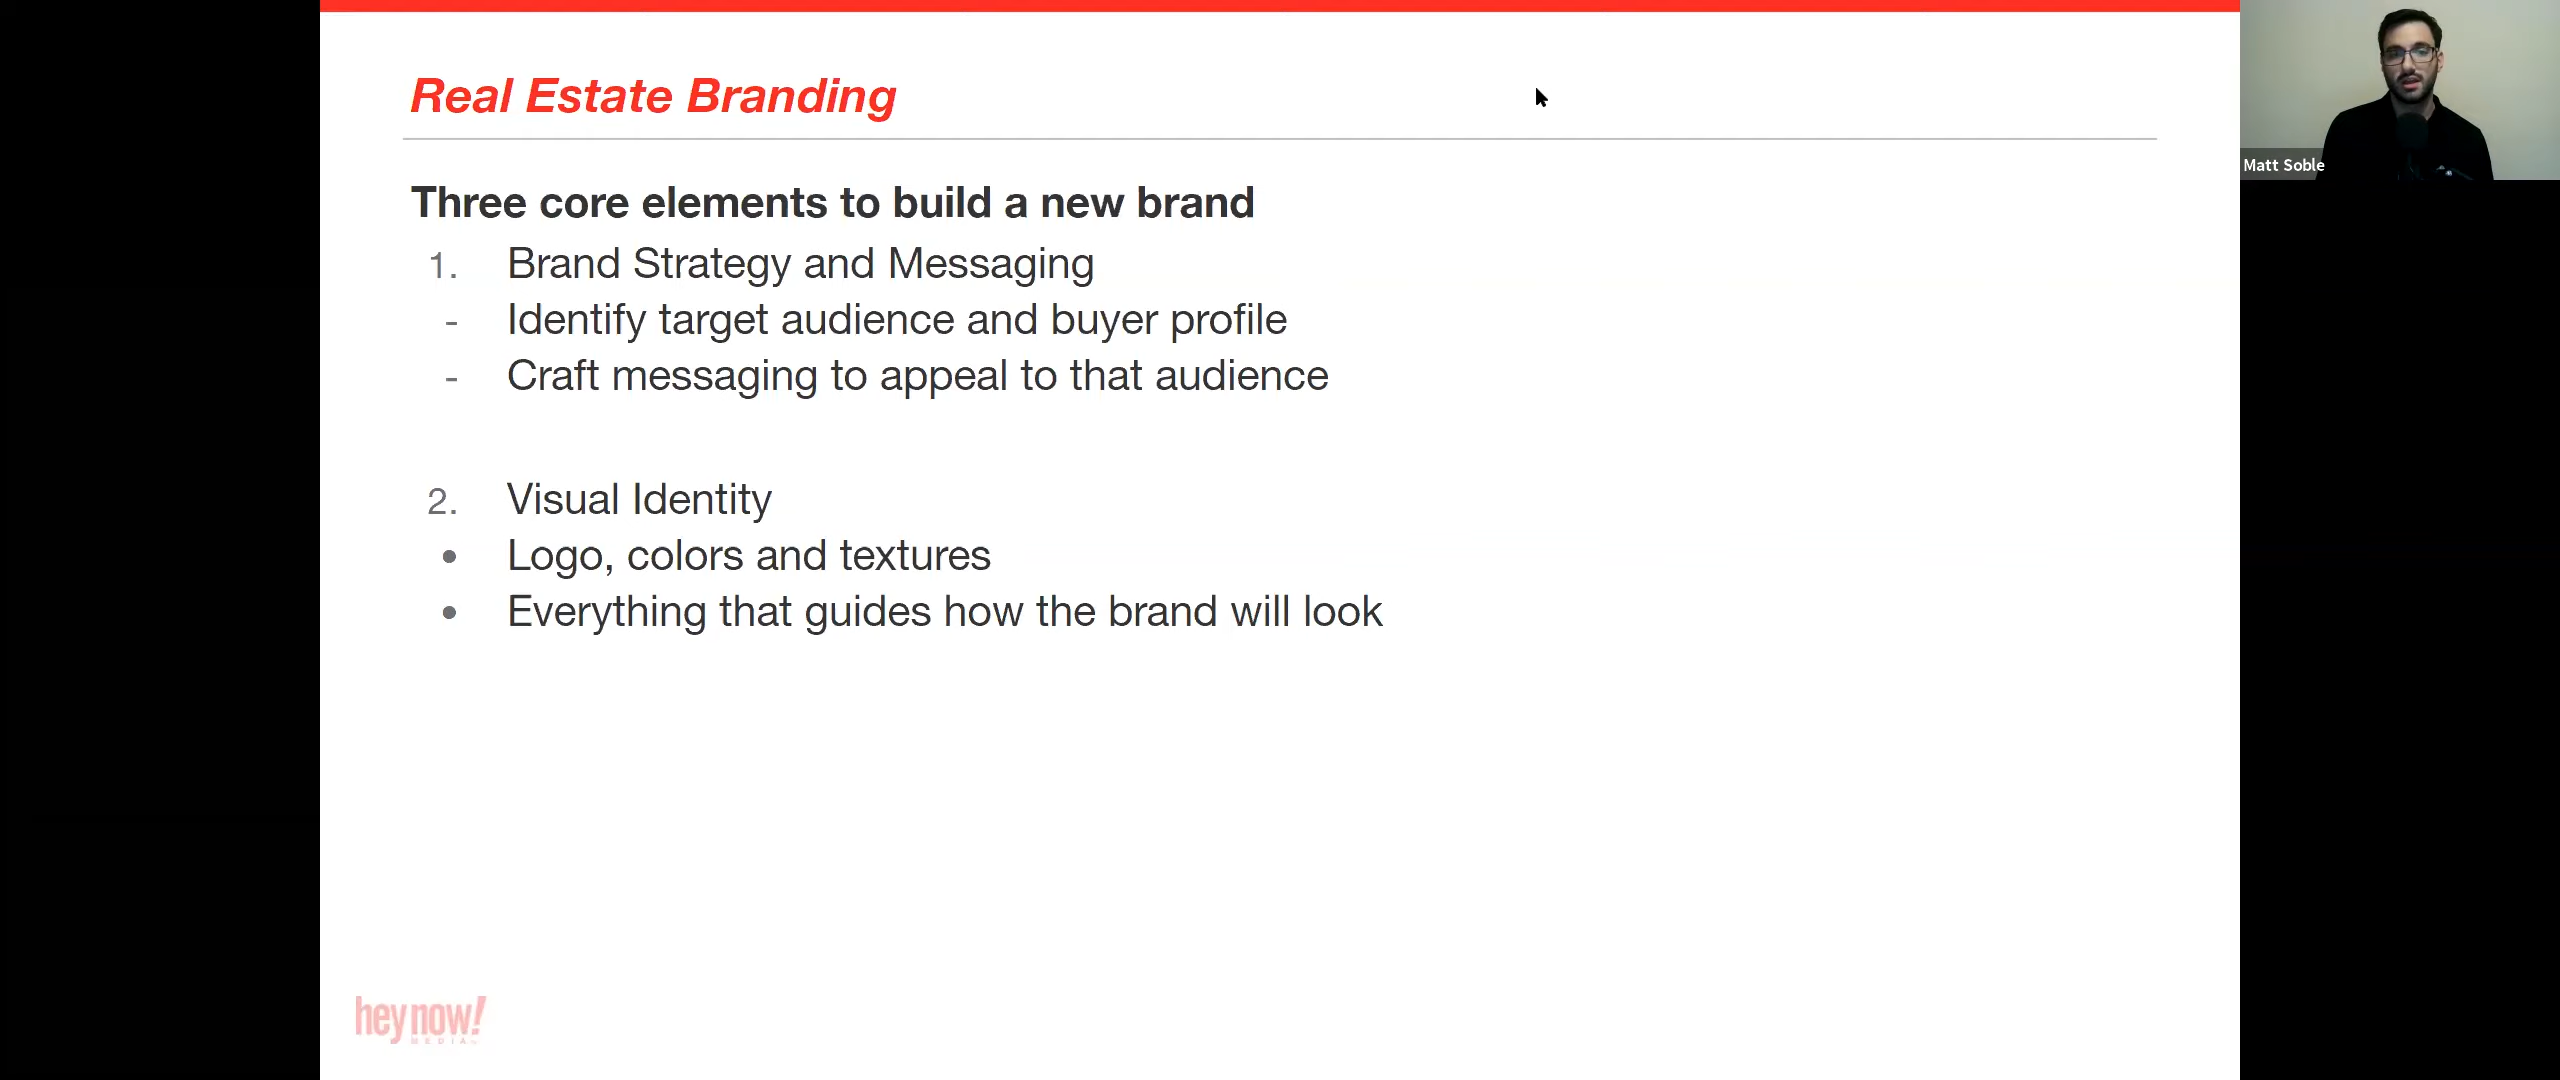 Real Estate Branding
Matt Soble
Three core elements to build a new brand
1. Brand Strategy and Messaging
- Identify target audience and buyer profile
- Craft messaging to appeal to that audience
2. Visual Identity
• Logo, colors and textures
• Everything that guides how the brand will look
hey now!
MEDIA